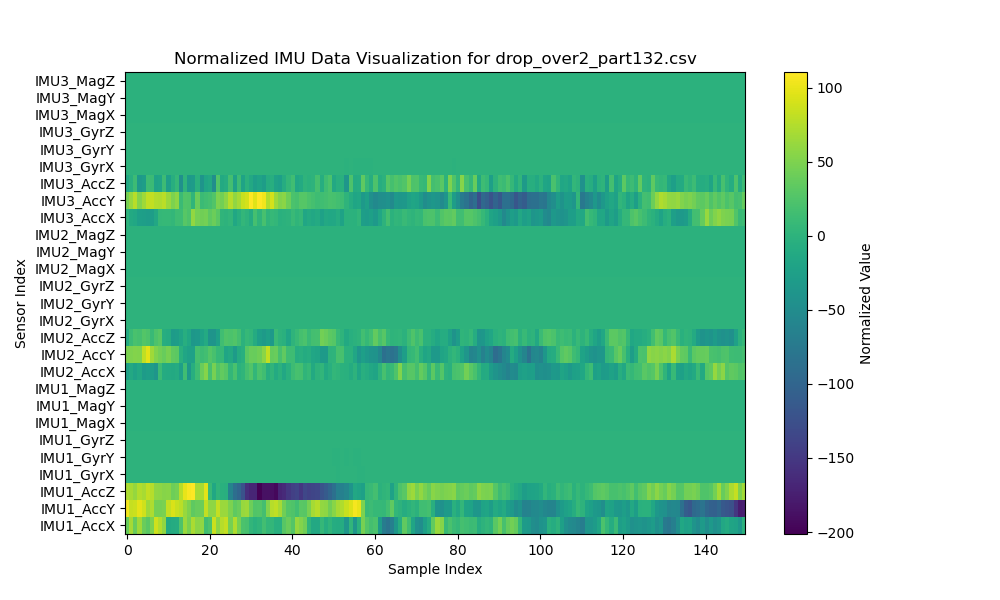 Normalized IMU Data Visualization for drop_over2_part132.csv
Sensor Index
IMU3_MagZ
IMU3_MagY
IMU3_MagX
IMU3_GyrZ
IMU3_GyrY
IMU3_GyrX
IMU3_AccZ
IMU3_AccY
IMU3_AccX
IMU2_MagZ
IMU2_MagY
IMU2_MagX
IMU2_GyrZ
IMU2_GyrY
IMU2_GyrX
IMU2_AccZ
IMU2_AccY
IMU2_AccX
IMU1_MagZ
IMU1_MagY
IMU1_MagX
IMU1_GyrZ
IMU1_GyrY
IMU1_GyrX
IMU1_AccZ
IMU1_AccY
IMU1_AccX
0 20 40 60 80 100 120 140
Sample Index
100
50
0
−50
−100
−150
−200
Normalized Value